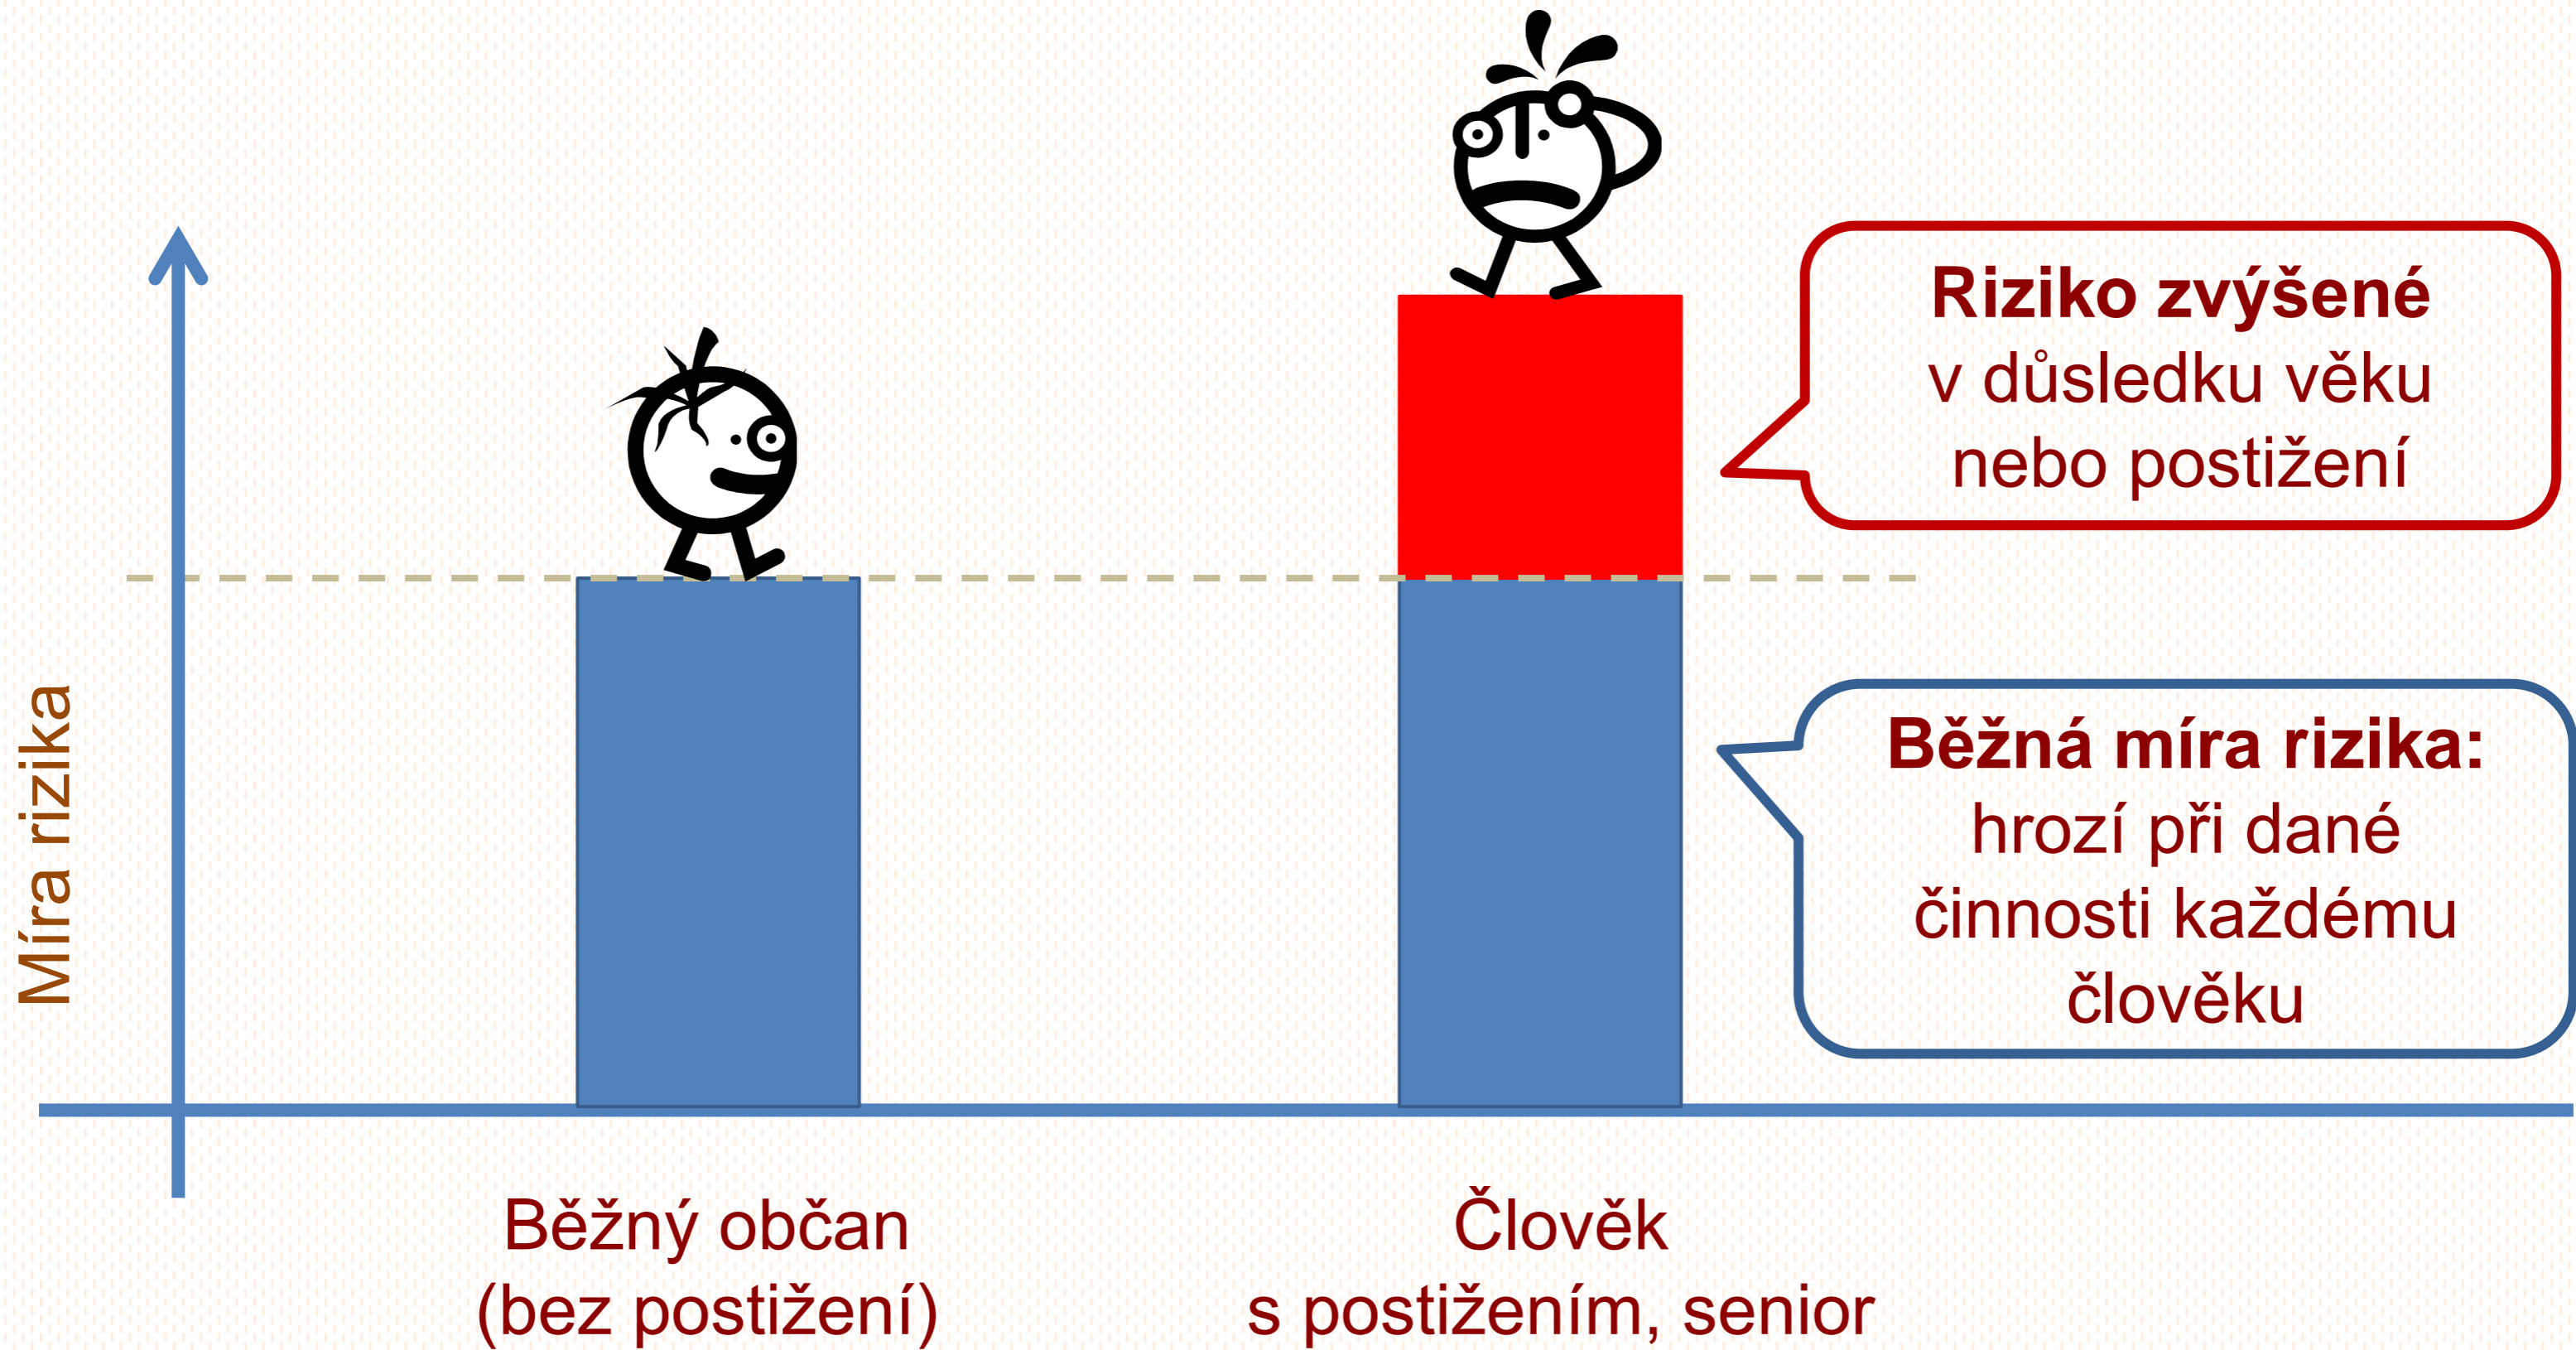 Riziko zvýšené
v důsledku věku
nebo postižení
Míra rizika
Běžná míra rizika:
hrozí při dané
činnosti každému
člověku
Běžný občan
(bez postižení)
Člověk
s postižením, senior